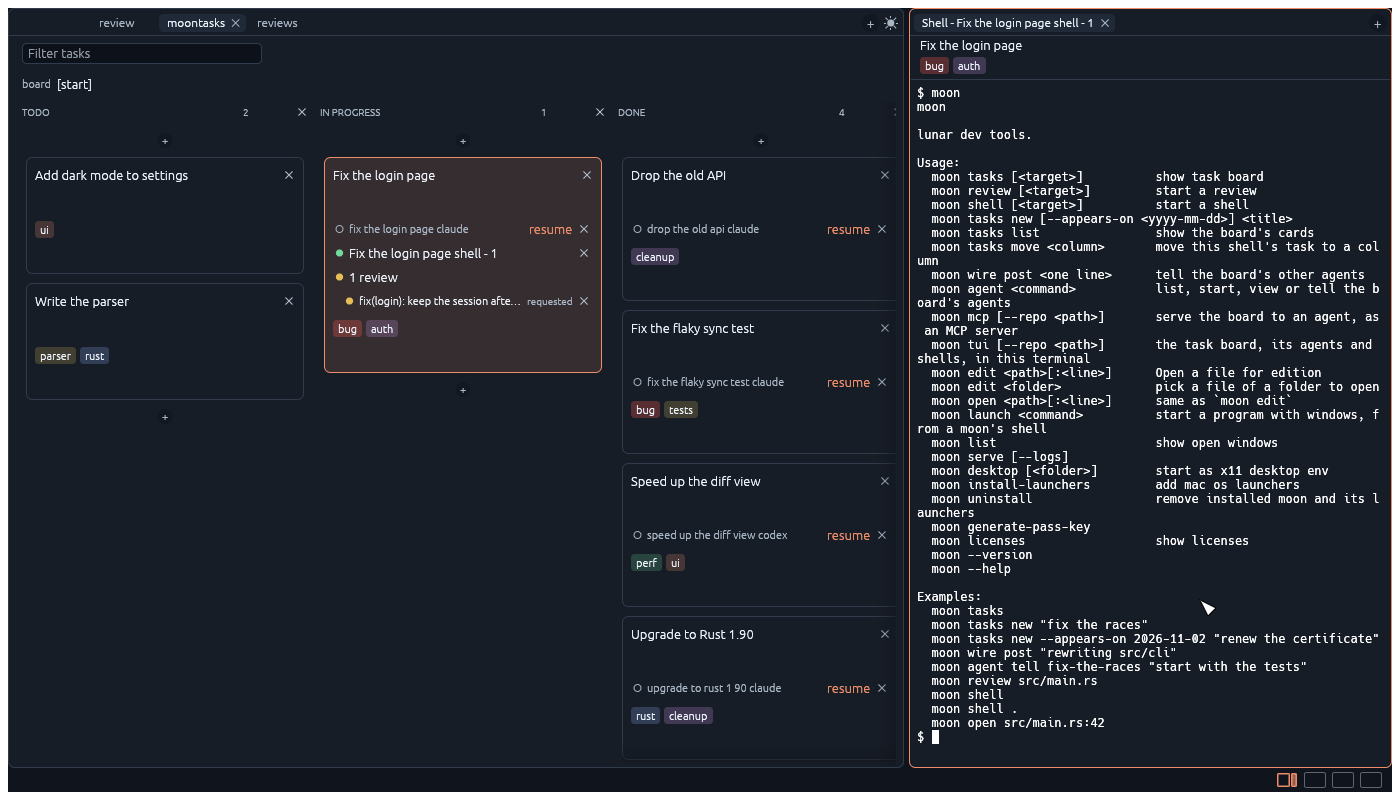 review
moontasks ×
reviews
+
Filter tasks
board [start]
TODO 2 ×
+
Add dark mode to settings ×
ui
Write the parser ×
parser rust
+
IN PROGRESS 1 ×
+
Fix the login page ×
fix the login page claude resume ×
Fix the login page shell - 1 ×
1 review
fix(login): keep the session afte... requested ×
bug auth
+
DONE 4
+
Drop the old API ×
drop the old api claude resume ×
cleanup
Fix the flaky sync test ×
fix the flaky sync test claude resume ×
bug tests
Speed up the diff view ×
speed up the diff view codex resume ×
perf ui
Upgrade to Rust 1.90 ×
upgrade to rust 1 90 claude resume ×
rust cleanup
Shell - Fix the login page shell - 1 ×
+
Fix the login page
bug auth
$ moon
moon
lunar dev tools.
Usage:
moon tasks [<target>] show task board
moon review [<target>] start a review
moon shell [<target>] start a shell
moon tasks new [--appears-on <yyyy-mm-dd>] <title>
moon tasks list show the board's cards
moon tasks move <column> move this shell's task to a col
umn
moon wire post <one line> tell the board's other agents
moon agent <command> list, start, view or tell the b
oard's agents
moon mcp [--repo <path>] serve the board to an agent, as
an MCP server
moon tui [--repo <path>] the task board, its agents and
shells, in this terminal
moon edit <path>[:<line>] Open a file for edition
moon edit <folder> pick a file of a folder to open
moon open <path>[:<line>] same as `moon edit`
moon launch <command> start a program with windows, f
rom a moon's shell
moon list show open windows
moon serve [--logs]
moon desktop [<folder>] start as x11 desktop env
moon install-launchers add mac os launchers
moon uninstall remove installed moon and its l
aunchers
moon generate-pass-key
moon licenses show licenses
moon --version
moon --help
Examples:
moon tasks
moon tasks new "fix the races"
moon tasks new --appears-on 2026-11-02 "renew the certificate"
moon wire post "rewriting src/cli"
moon agent tell fix-the-races "start with the tests"
moon review src/main.rs
moon shell
moon shell .
moon open src/main.rs:42
$